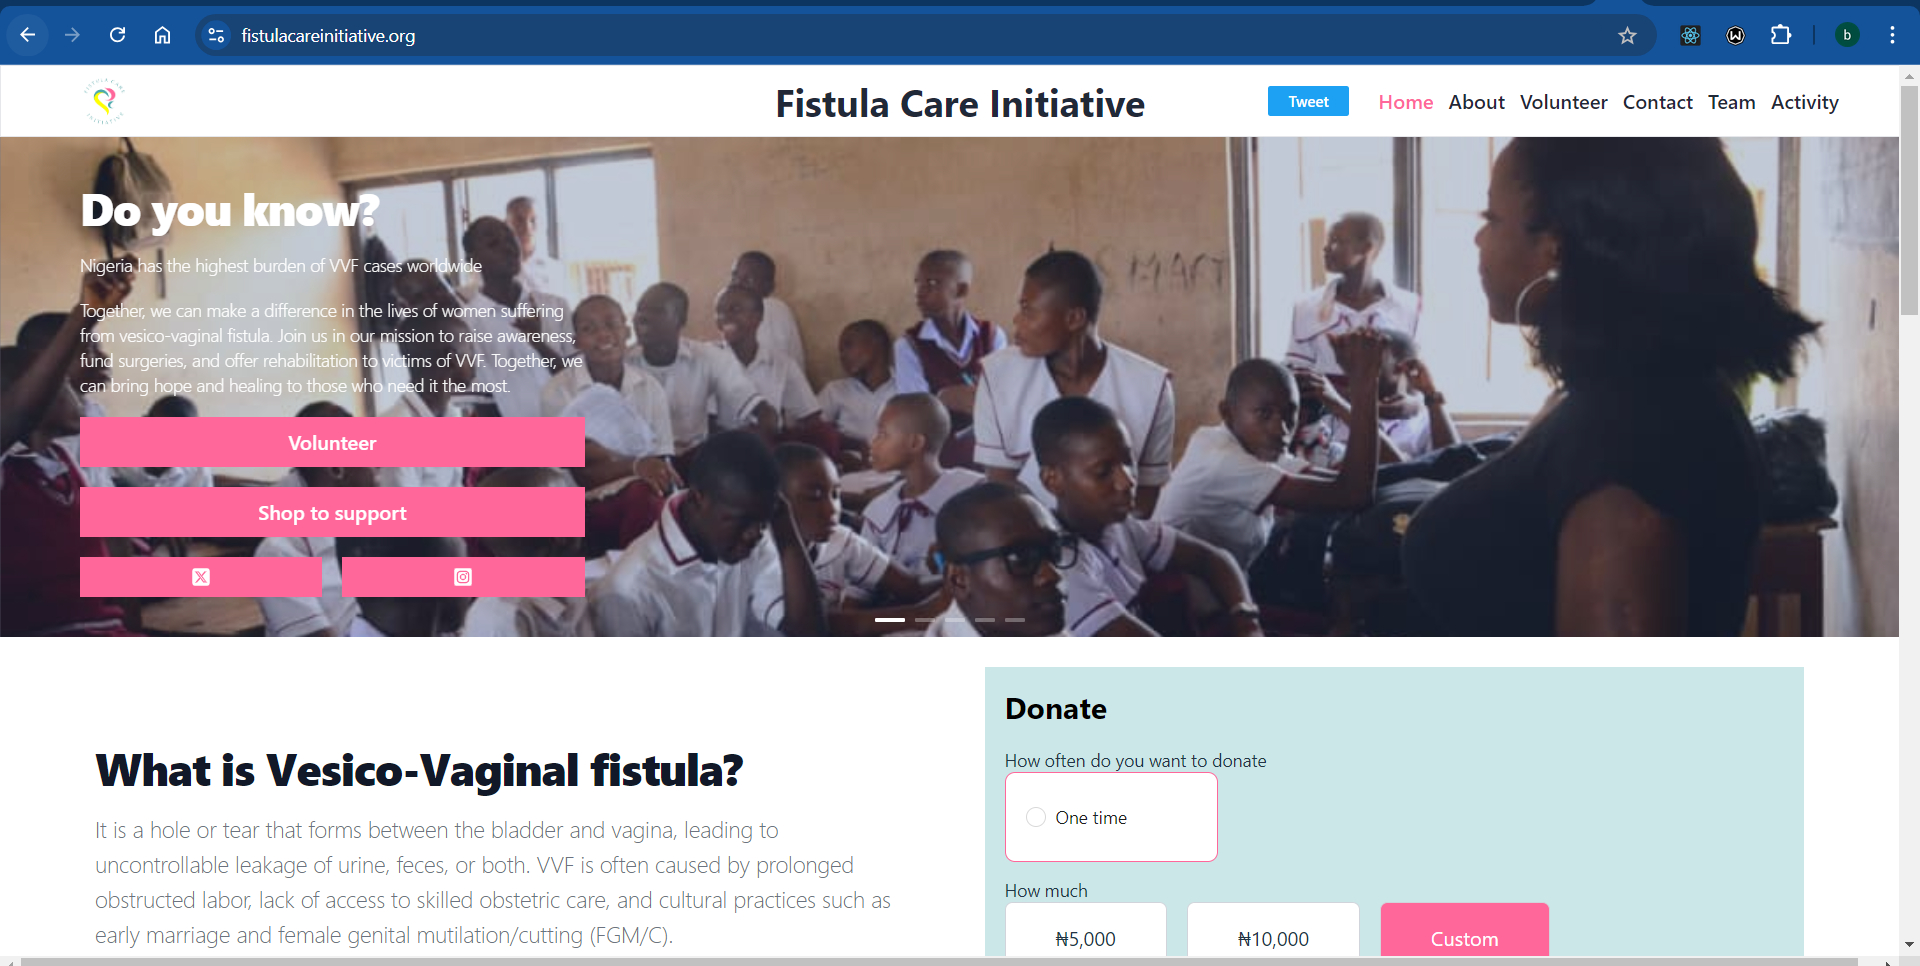 fistulacareinitiative.org
b
FISTULA CARE
INITIATIVE
Fistula Care Initiative
Tweet
Home About Volunteer Contact Team Activity
Do you know?
Nigeria has the highest burden of VVF cases worldwide
Together, we can make a difference in the lives of women suffering
from vesico-vaginal fistula. Join us in our mission to raise awareness,
fund surgeries, and offer rehabilitation to victims of VVF. Together, we
can bring hope and healing to those who need it the most.
Volunteer
Shop to support
SMART
What is Vesico-Vaginal fistula?
It is a hole or tear that forms between the bladder and vagina, leading to
uncontrollable leakage of urine, feces, or both. VVF is often caused by prolonged
obstructed labor, lack of access to skilled obstetric care, and cultural practices such as
early marriage and female genital mutilation/cutting (FGM/C).
Donate
How often do you want to donate
One time
How much
₦5,000
₦10,000
Custom